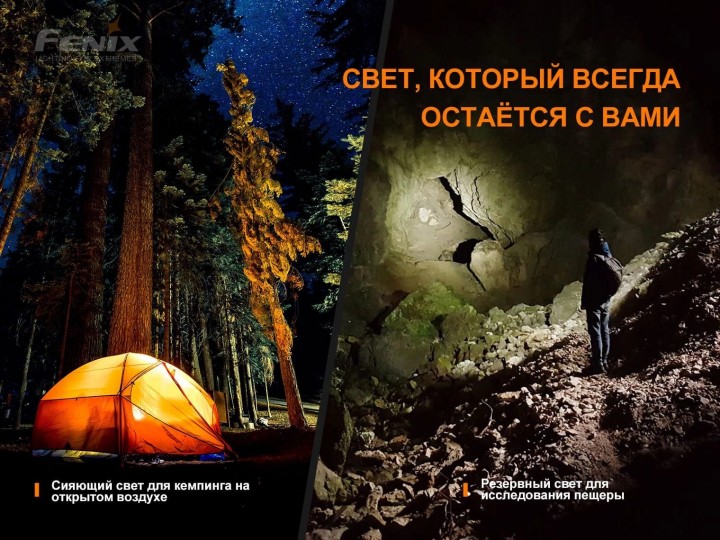 FENIX
СВЕТ, КОТОРЫЙ ВСЕГДА
ОСТАЁТСЯ С ВАМИ
Сияющий свет для кемпинга на
открытом воздухе
Резервный свет для
исследования пещеры